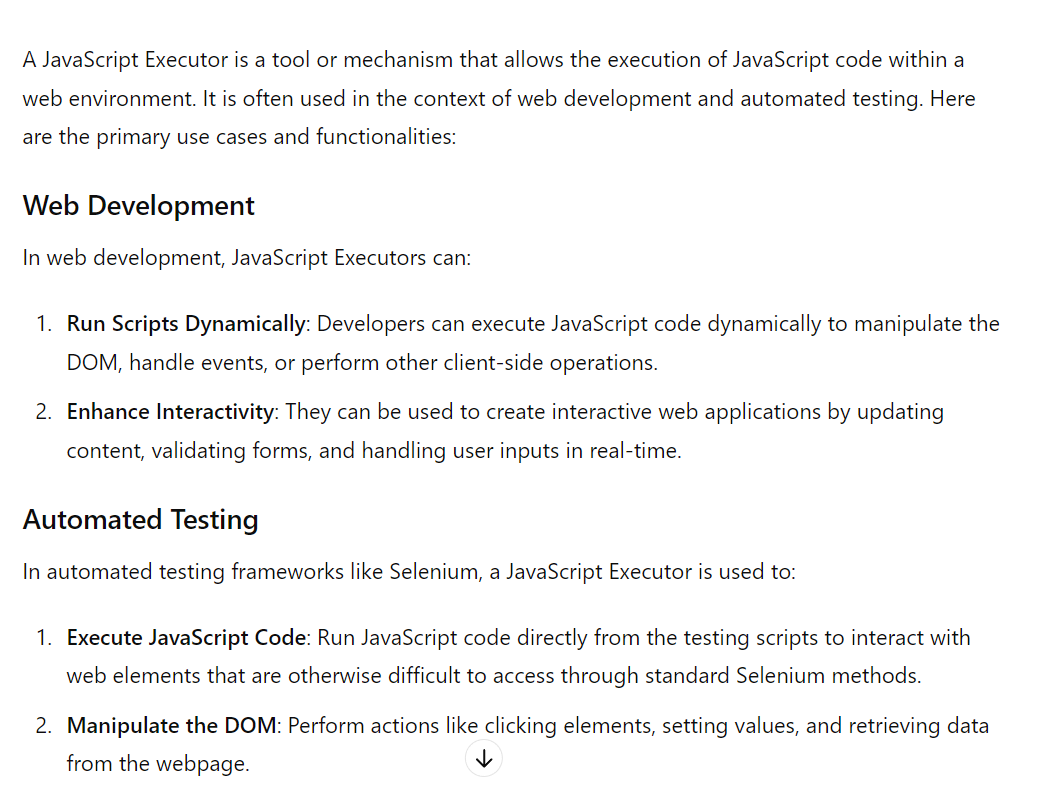 A JavaScript Executor is a tool or mechanism that allows the execution of JavaScript code within a
web environment. It is often used in the context of web development and automated testing. Here
are the primary use cases and functionalities:
Web Development
In web development, JavaScript Executors can:
1. Run Scripts Dynamically: Developers can execute JavaScript code dynamically to manipulate the
DOM, handle events, or perform other client-side operations.
2. Enhance Interactivity: They can be used to create interactive web applications by updating
content, validating forms, and handling user inputs in real-time.
Automated Testing
In automated testing frameworks like Selenium, a JavaScript Executor is used to:
1. Execute JavaScript Code: Run JavaScript code directly from the testing scripts to interact with
web elements that are otherwise difficult to access through standard Selenium methods.
2. Manipulate the DOM: Perform actions like clicking elements, setting values, and retrieving data
from the webpage.